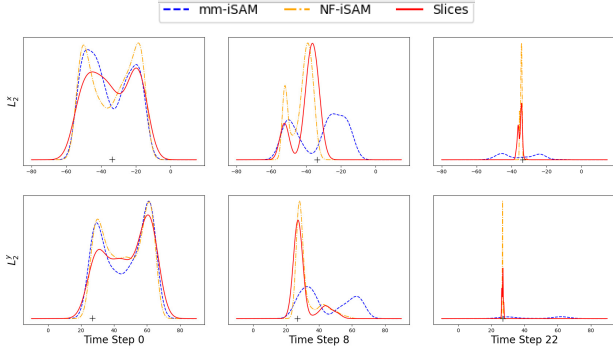 mm-iSAM NF-iSAM Slices
L₂ˣ
−80 −60 −40 −20 0 −80 −60 −40 −20 0 −80 −60 −40 −20 0
L₂ʸ
0 20 40 60 80 0 20 40 60 80 0 20 40 60 80
Time Step 0 Time Step 8 Time Step 22